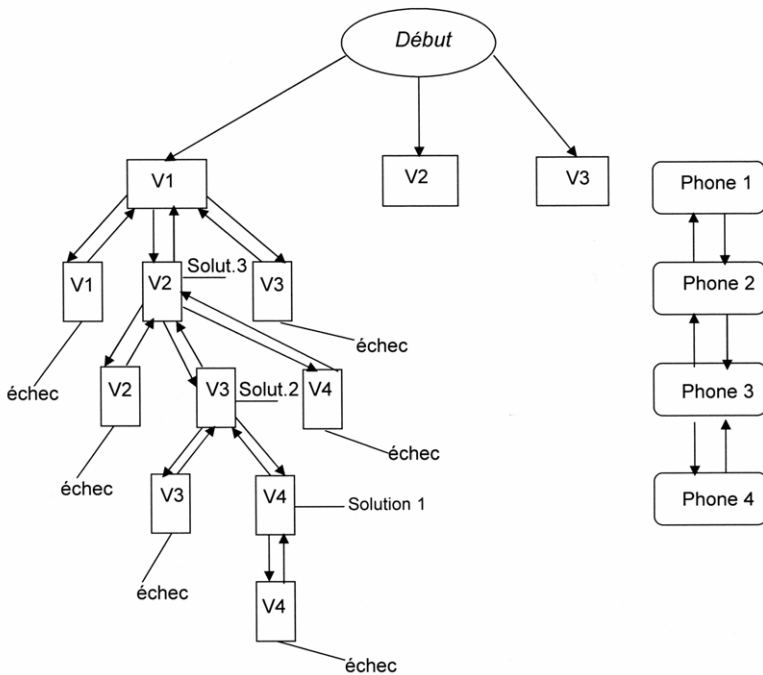 Début
V1
V2
V3
Phone 1
V1
V2
Solut.3
V3
Phone 2
échec
échec
V2
V3
Solut.2
V4
Phone 3
échec
échec
V3
V4
Solution 1
Phone 4
échec
V4
échec